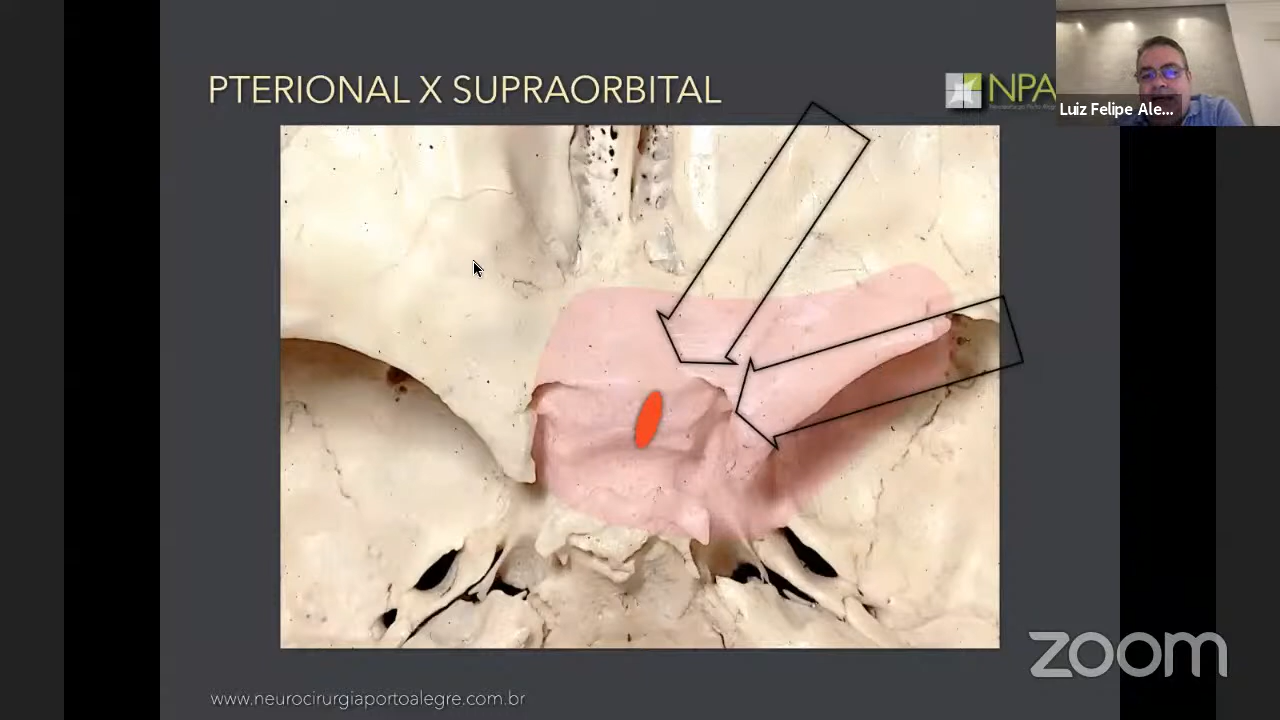 PTERIONAL X SUPRAORBITAL
NPA
Luiz Felipe Ale...
zoom
www.neurocirurgiaportoalegre.com.br